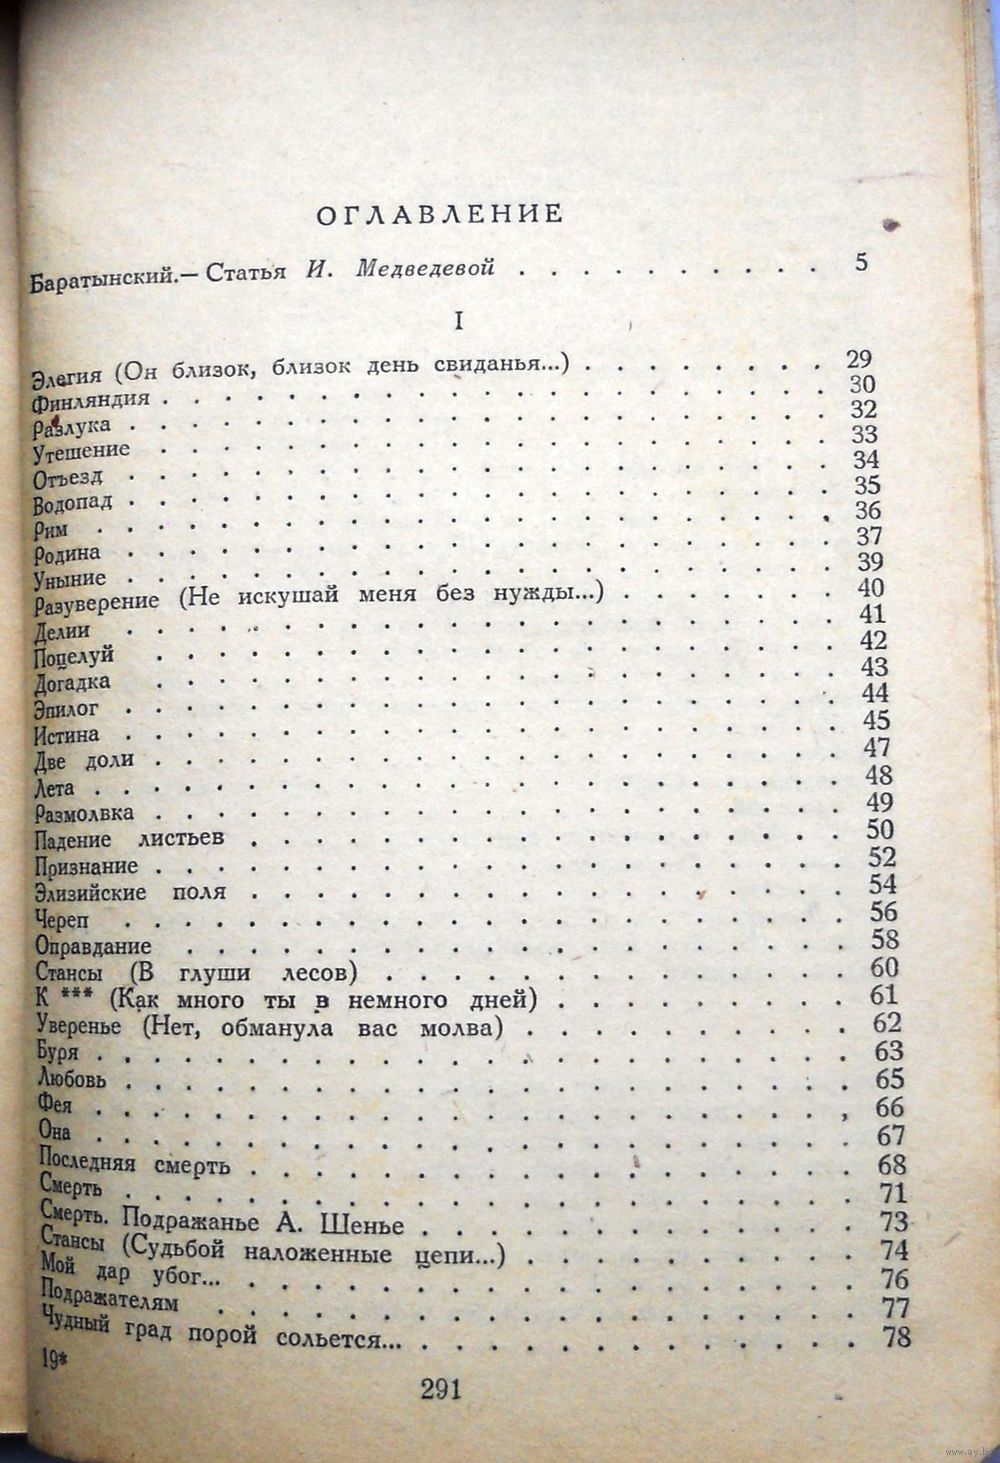 ОГЛАВЛЕНИЕ
Баратынский.— Статья И. Медведевой . . . . . . . . . . 5
I
Элегия (Он близок, близок день свиданья...) . . . . . . . . 29
Финляндия . . . . . . . . . . . . . . . . . . . . . . 30
Разлука . . . . . . . . . . . . . . . . . . . . . . . 32
Утешение . . . . . . . . . . . . . . . . . . . . . . 33
Отъезд . . . . . . . . . . . . . . . . . . . . . . . 34
Водопад . . . . . . . . . . . . . . . . . . . . . . . 35
Рим . . . . . . . . . . . . . . . . . . . . . . . . 36
Родина . . . . . . . . . . . . . . . . . . . . . . . 37
Уныние . . . . . . . . . . . . . . . . . . . . . . . 39
Разуверение (Не искушай меня без нужды...) . . . . . . . 40
Делии . . . . . . . . . . . . . . . . . . . . . . . 41
Поцелуй . . . . . . . . . . . . . . . . . . . . . . 42
Догадка . . . . . . . . . . . . . . . . . . . . . . 43
Эпилог . . . . . . . . . . . . . . . . . . . . . . . 44
Истина . . . . . . . . . . . . . . . . . . . . . . . 45
Две доли . . . . . . . . . . . . . . . . . . . . . . 47
Лета . . . . . . . . . . . . . . . . . . . . . . . . 48
Размолвка . . . . . . . . . . . . . . . . . . . . . . 49
Падение листьев . . . . . . . . . . . . . . . . . . . 50
Признание . . . . . . . . . . . . . . . . . . . . . . 52
Элизийские поля . . . . . . . . . . . . . . . . . . . 54
Череп . . . . . . . . . . . . . . . . . . . . . . . 56
Оправдание . . . . . . . . . . . . . . . . . . . . . 58
Стансы (В глуши лесов) . . . . . . . . . . . . . . 60
К *** (Как много ты в немного дней) . . . . . . . . . 61
Уверенье (Нет, обманула вас молва) . . . . . . . . . . 62
Буря . . . . . . . . . . . . . . . . . . . . . . . . 63
Любовь . . . . . . . . . . . . . . . . . . . . . . . 65
Фея . . . . . . . . . . . . . . . . . . . . . . . . 66
Она . . . . . . . . . . . . . . . . . . . . . . . . 67
Последняя смерть . . . . . . . . . . . . . . . . . . . 68
Смерть . . . . . . . . . . . . . . . . . . . . . . . 71
Смерть. Подражанье А. Шенье . . . . . . . . . . . . . 73
Стансы (Судьбой наложенные цепи...) . . . . . . . . . . 74
Мой дар убог... . . . . . . . . . . . . . . . . . . . 76
Подражателям . . . . . . . . . . . . . . . . . . . . 77
Чудный град порой сольется... . . . . . . . . . . . . . 78
19*
291
www.ay.by